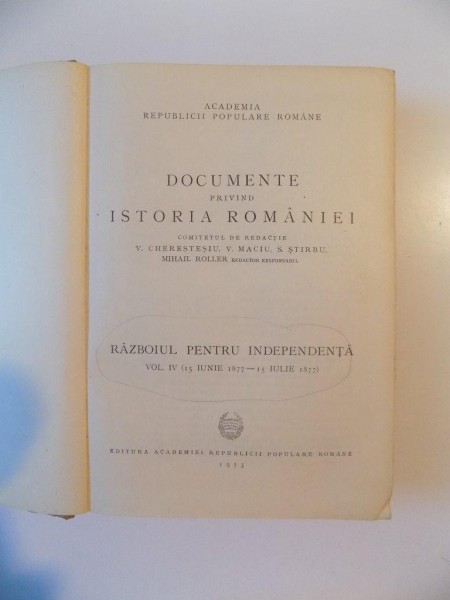 ACADEMIA
REPUBLICII POPULARE ROMÂNE
DOCUMENTE
PRIVIND
ISTORIA ROMÂNIEI
COMITETUL DE REDACȚIE
V. CHERESTEȘIU, V. MACIU, S. ȘTIRBU,
MIHAIL ROLLER REDACTOR RESPONSABIL
RĂZBOIUL PENTRU INDEPENDENȚĂ
VOL. IV (15 IUNIE 1877—15 IULIE 1877)
EDITURA ACADEMIEI REPUBLICII POPULARE ROMÂNE